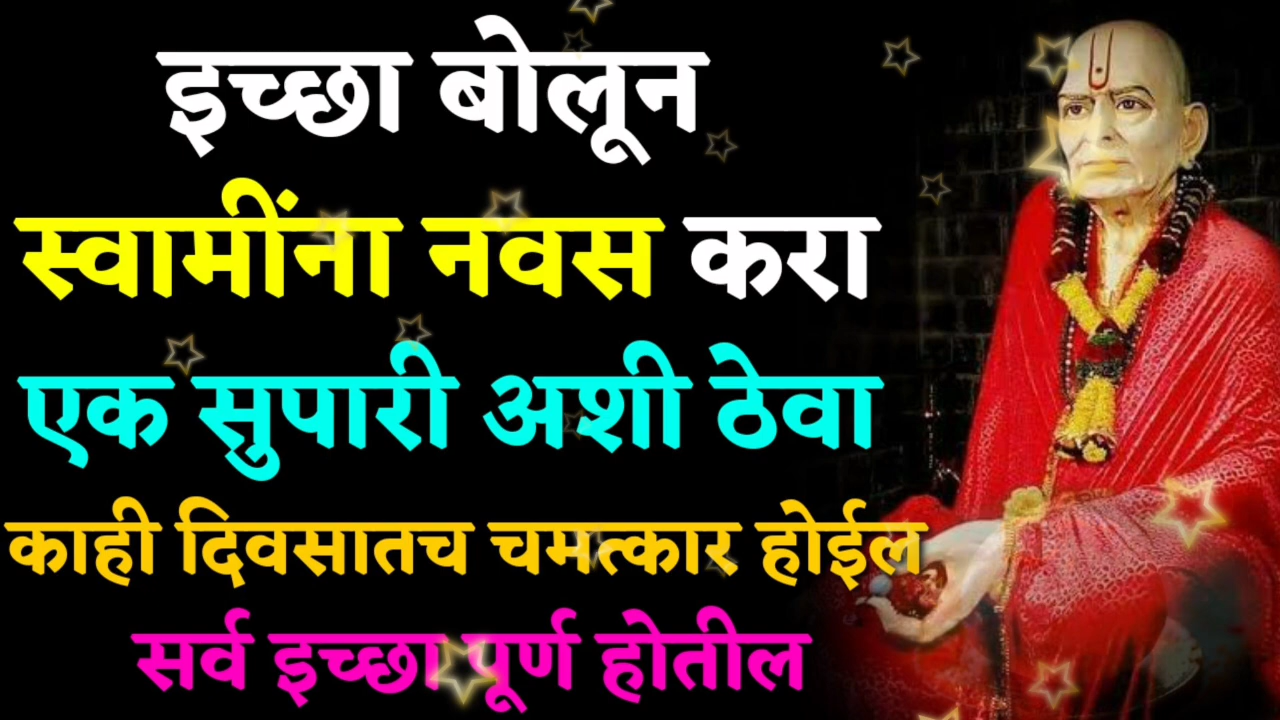 इच्छा बोलून
स्वामींना नवस करा
एक सुपारी अशी ठेवा
काही दिवसातच चमत्कार होईल
सर्व इच्छा पूर्ण होतील